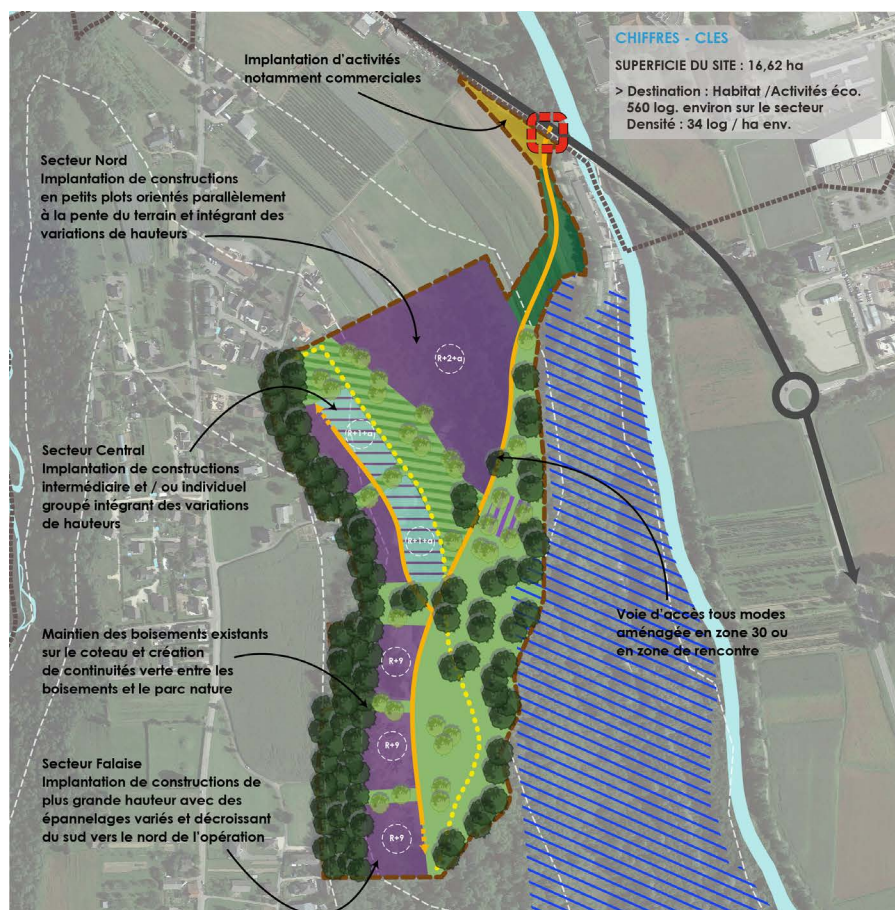 Implantation d'activités
notamment commerciales
CHIFFRES - CLES
SUPERFICIE DU SITE : 16,62 ha
> Destination : Habitat /Activités éco.
560 log. environ sur le secteur
Densité : 34 log / ha env.
Secteur Nord
Implantation de constructions
en petits plots orientés parallèlement
à la pente du terrain et intégrant des
variations de hauteurs
R+2+a
R+1+a
Secteur Central
Implantation de constructions
intermédiaire et / ou individuel
groupé intégrant des variations
de hauteurs
R+1+a
Voie d'accès tous modes
aménagée en zone 30 ou
en zone de rencontre
Maintien des boisements existants
sur le coteau et création
de continuités verte entre les
boisements et le parc nature
R+9
R+9
Secteur Falaise
Implantation de constructions de
plus grande hauteur avec des
épannelages variés et décroissant
du sud vers le nord de l'opération
R+9